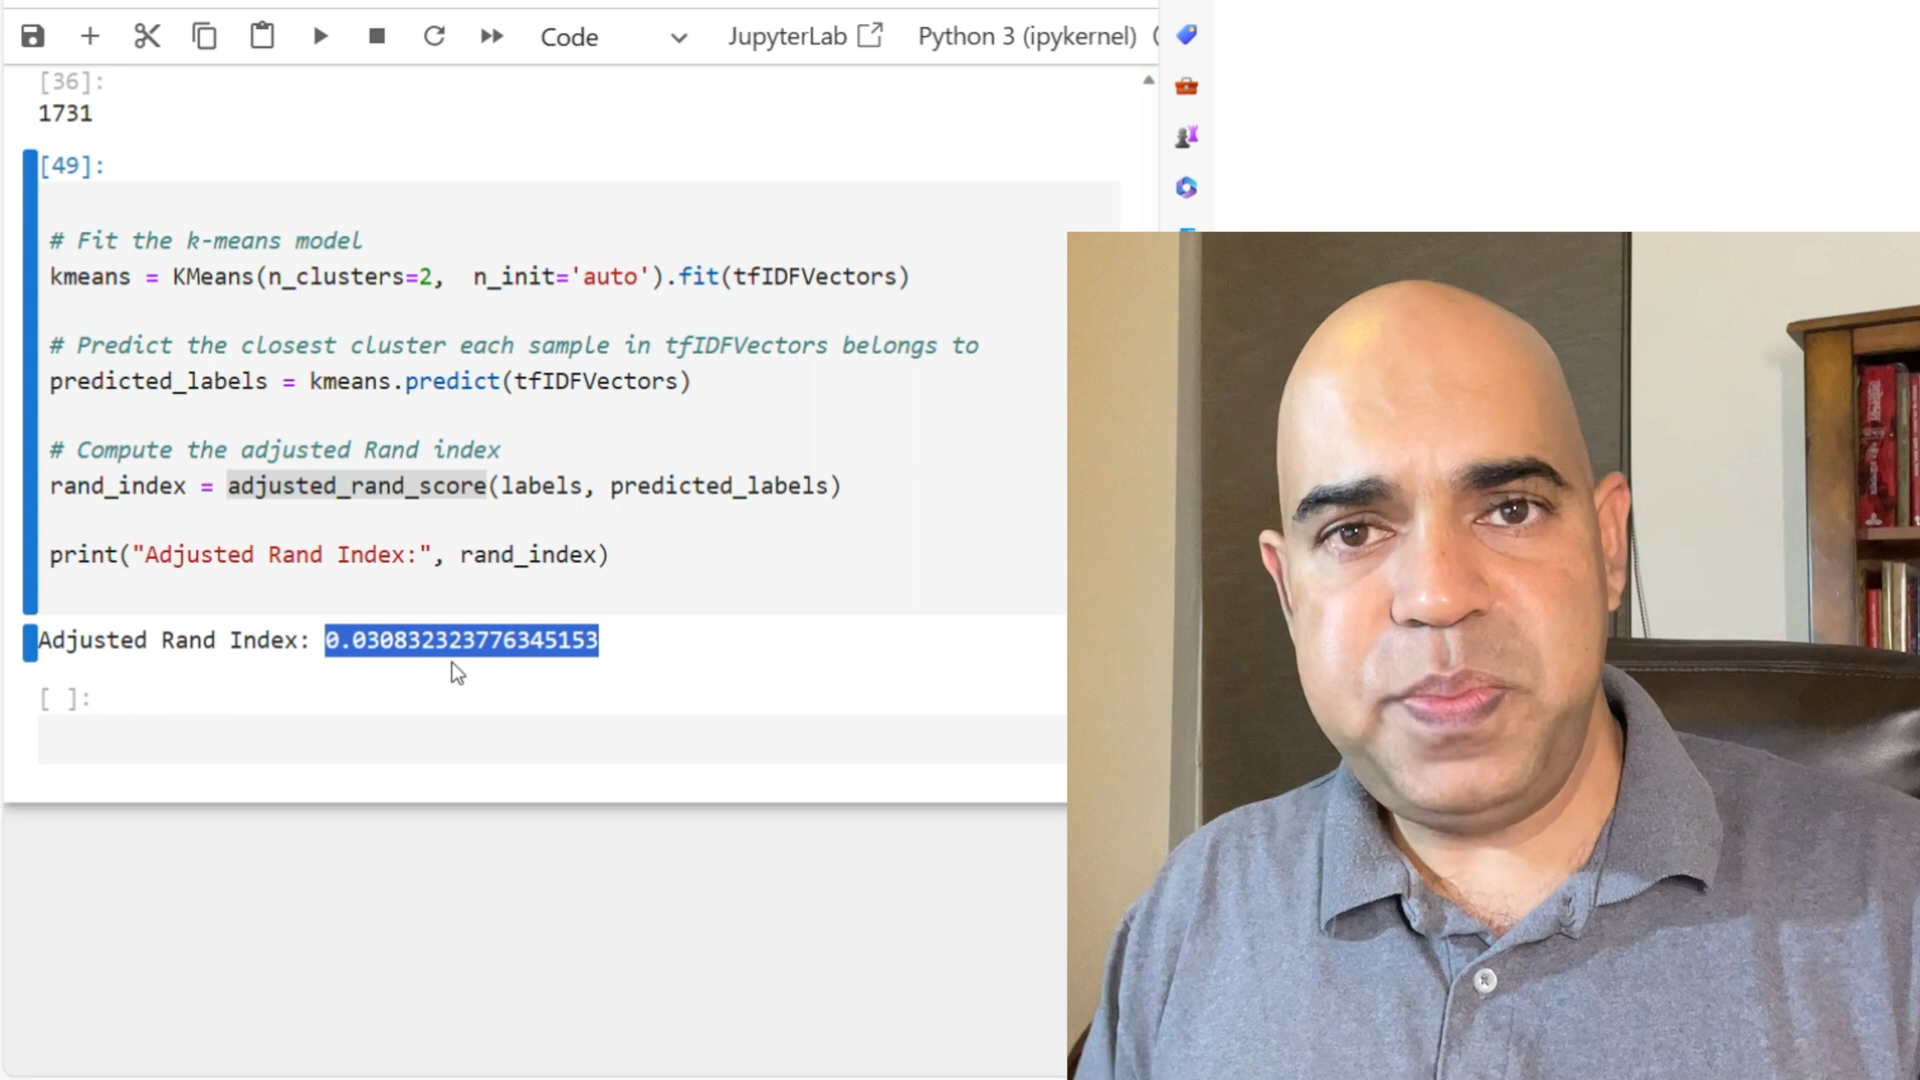 Code
JupyterLab
Python 3 (ipykernel)
[36]:
1731
[49]:
# Fit the k-means model
kmeans = KMeans(n_clusters=2,  n_init='auto').fit(tfIDFVectors)
# Predict the closest cluster each sample in tfIDFVectors belongs to
predicted_labels = kmeans.predict(tfIDFVectors)
# Compute the adjusted Rand index
rand_index = adjusted_rand_score(labels, predicted_labels)
print("Adjusted Rand Index:", rand_index)
Adjusted Rand Index: 0.030832323776345153
[ ]: